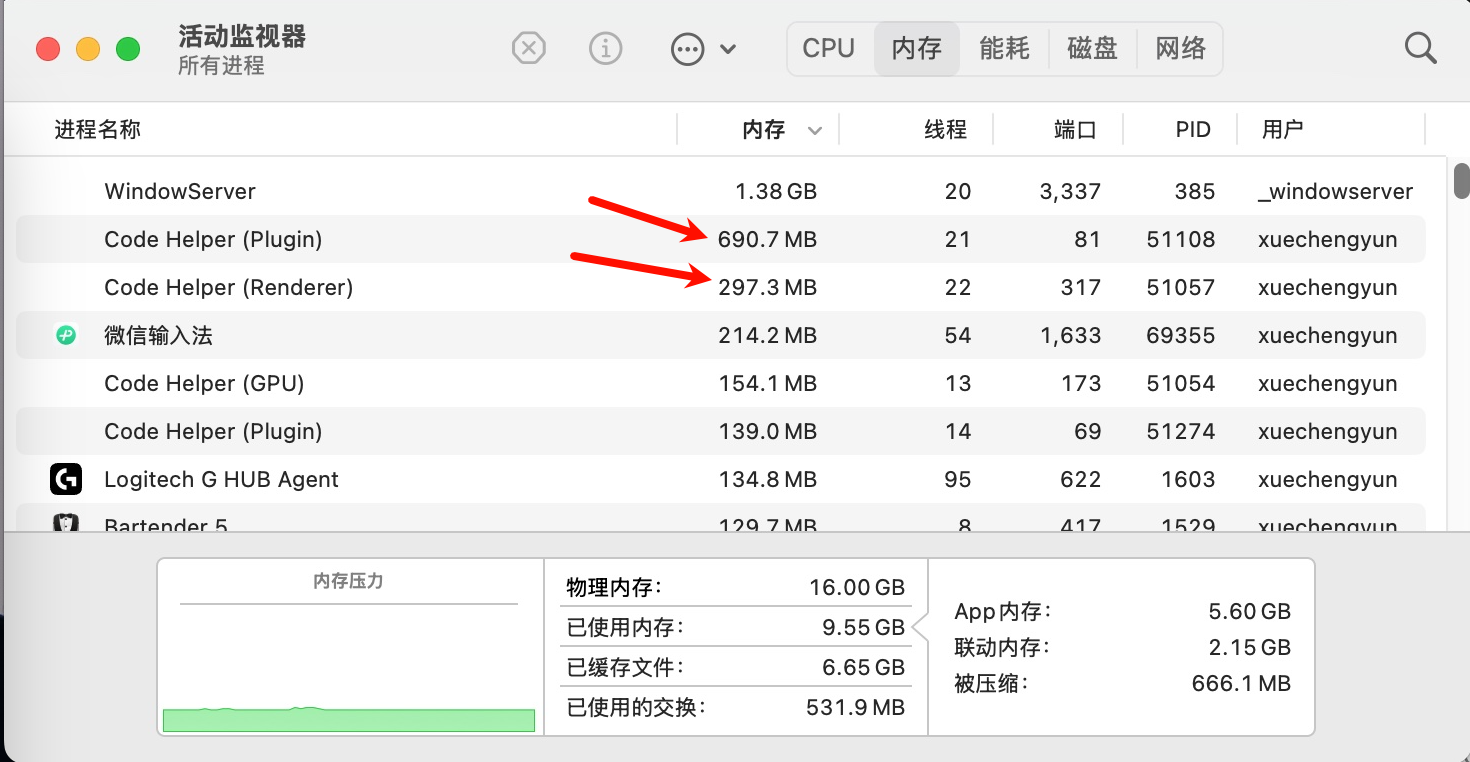 活动监视器
所有进程
CPU 内存 能耗 磁盘 网络
进程名称 内存 线程 端口 PID 用户
WindowServer 1.38 GB 20 3,337 385 _windowserver
Code Helper (Plugin) 690.7 MB 21 81 51108 xuechengyun
Code Helper (Renderer) 297.3 MB 22 317 51057 xuechengyun
微信输入法 214.2 MB 54 1,633 69355 xuechengyun
Code Helper (GPU) 154.1 MB 13 173 51054 xuechengyun
Code Helper (Plugin) 139.0 MB 14 69 51274 xuechengyun
Logitech G HUB Agent 134.8 MB 95 622 1603 xuechengyun
Bartender 5 129.7 MB 8 417 1529 xuechengyun
内存压力
物理内存: 16.00 GB
已使用内存: 9.55 GB
已缓存文件: 6.65 GB
已使用的交换: 531.9 MB
App内存: 5.60 GB
联动内存: 2.15 GB
被压缩: 666.1 MB